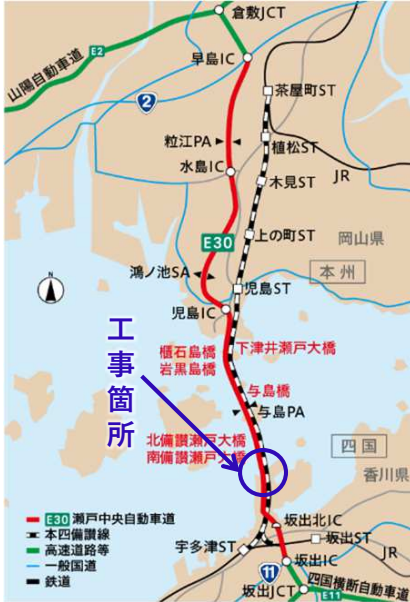 倉敷JCT
E2
山陽自動車道
早島IC
茶屋町ST
2
粒江PA
植松ST
水島IC
木見ST
JR
E30
上の町ST
岡山県
鴻ノ池SA
本州
児島ST
児島IC
工事箇所
櫃石島橋
岩黒島橋
下津井瀬戸大橋
与島橋
与島PA
北備讃瀬戸大橋
南備讃瀬戸大橋
四国
香川県
E30 瀬戸中央自動車道
本四備讃線
高速道路等
一般国道
鉄道
坂出北IC
坂出ST
宇多津ST
JR
11
坂出IC
坂出JCT
四国横断自動車道
E11